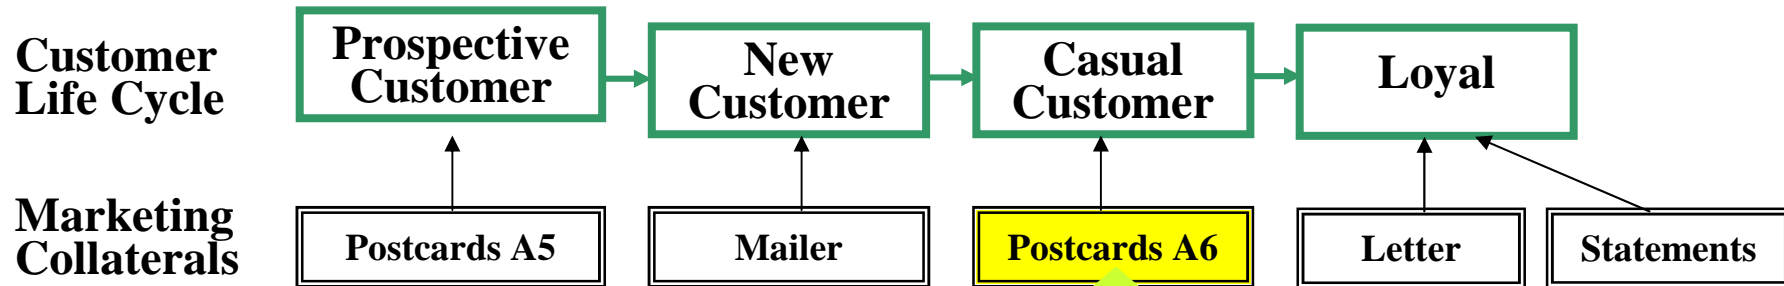 Customer
Life Cycle
Prospective
Customer
New
Customer
Casual
Customer
Loyal
Marketing
Collaterals
Postcards A5
Mailer
Postcards A6
Letter
Statements